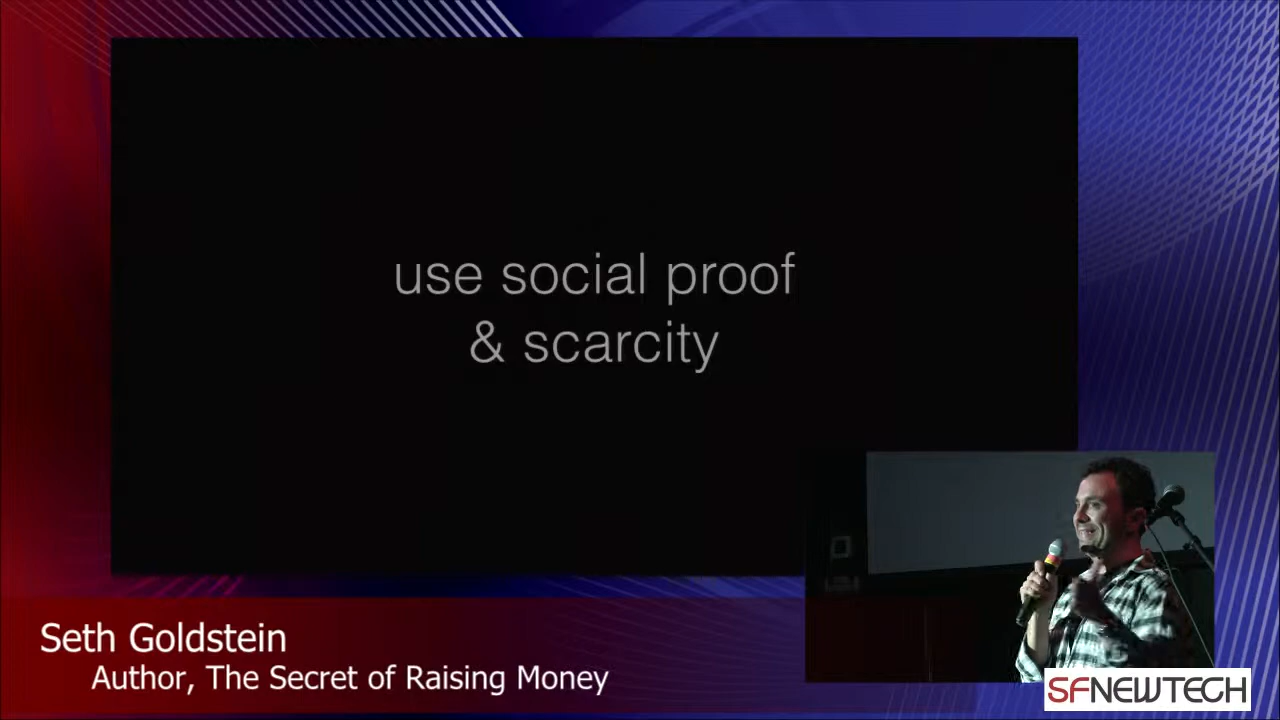 use social proof
& scarcity
Seth Goldstein
Author, The Secret of Raising Money
SFNEWTECH